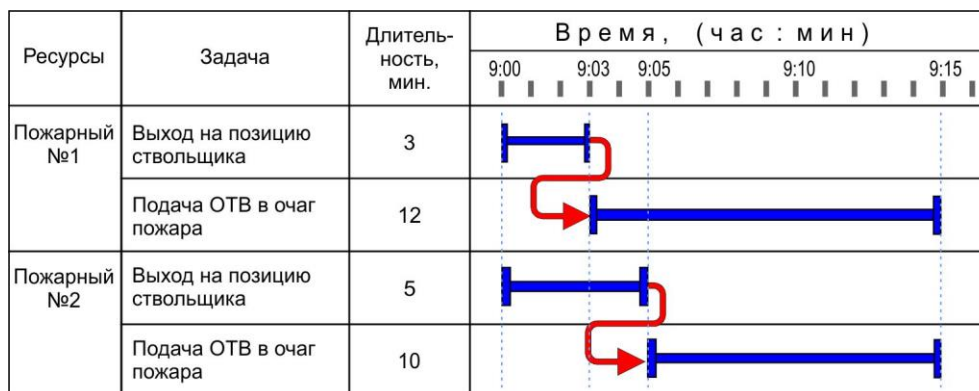 Ресурсы
Задача
Длитель-
ность,
мин.
Время, (час : мин)
9:00 9:03 9:05 9:10 9:15
Пожарный
№1
Выход на позицию
ствольщика
3
Подача ОТВ в очаг
пожара
12
Пожарный
№2
Выход на позицию
ствольщика
5
Подача ОТВ в очаг
пожара
10